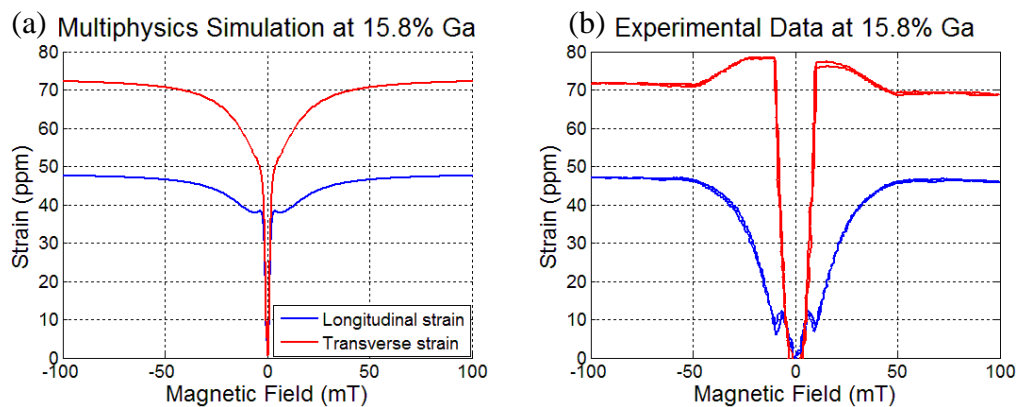 (a) Multiphysics Simulation at 15.8% Ga
80
70
60
50
40
30
20
10
0
Strain (ppm)
Longitudinal strain
Transverse strain
-100 -50 0 50 100
Magnetic Field (mT)
(b) Experimental Data at 15.8% Ga
80
70
60
50
40
30
20
10
0
Strain (ppm)
-100 -50 0 50 100
Magnetic Field (mT)